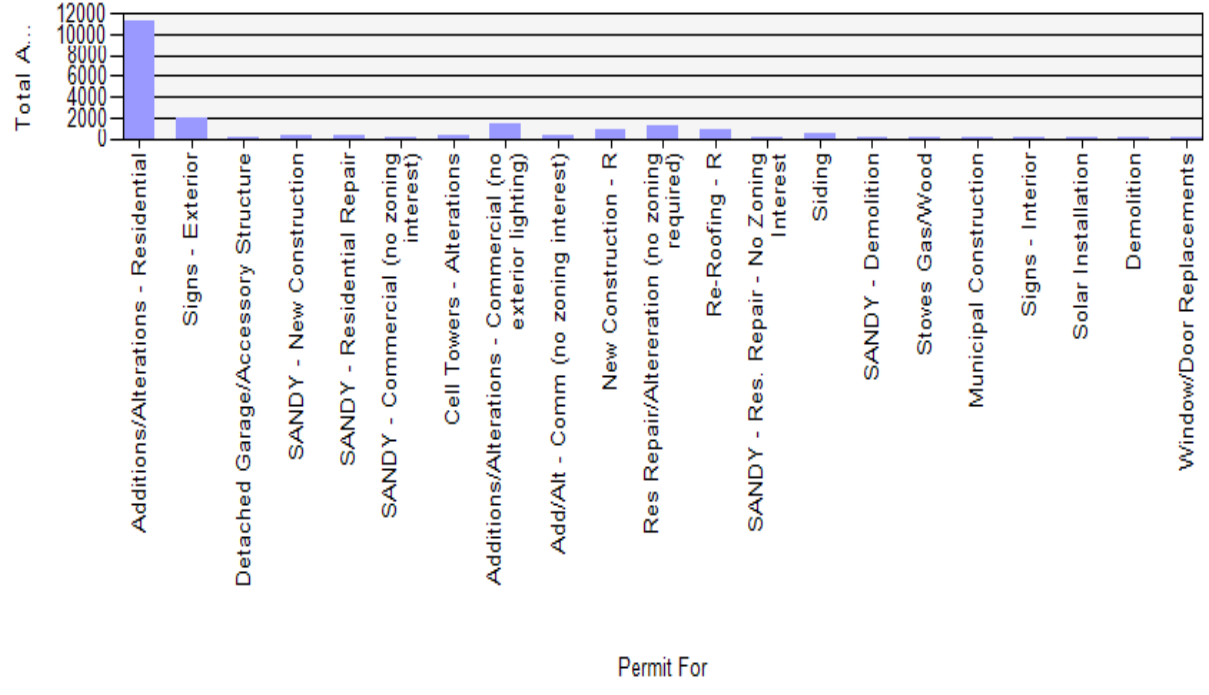 Total A...
12000
10000
8000
6000
4000
2000
0
Additions/Alterations - Residential
Signs - Exterior
Detached Garage/Accessory Structure
SANDY - New Construction
SANDY - Residential Repair
SANDY - Commercial (no zoning
interest)
Cell Towers - Alterations
Additions/Alterations - Commercial (no
exterior lighting)
Add/Alt - Comm (no zoning interest)
New Construction - R
Res Repair/Altereration (no zoning
required)
Re-Roofing - R
SANDY - Res. Repair - No Zoning
Interest
Siding
SANDY - Demolition
Stoves Gas/Wood
Municipal Construction
Signs - Interior
Solar Installation
Demolition
Window/Door Replacements
Permit For